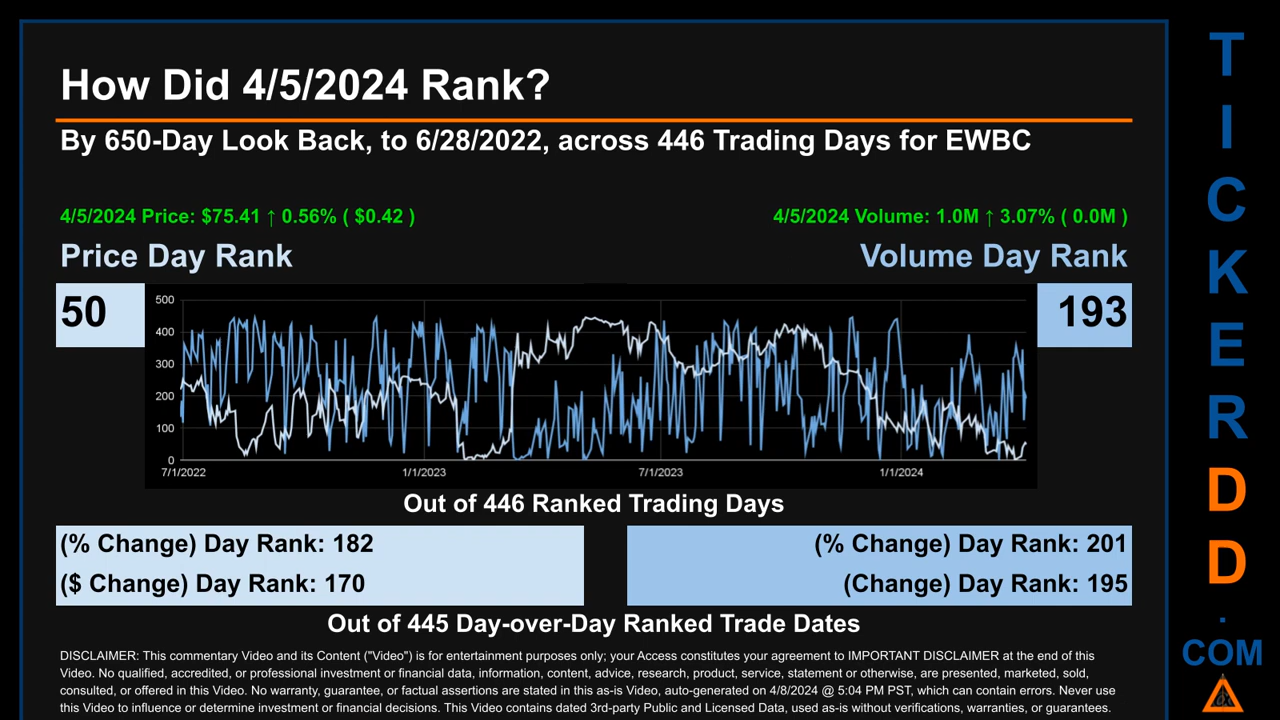 How Did 4/5/2024 Rank?
By 650-Day Look Back, to 6/28/2022, across 446 Trading Days for EWBC
4/5/2024 Price: $75.41 ↑ 0.56% ( $0.42 )
4/5/2024 Volume: 1.0M ↑ 3.07% ( 0.0M )
Price Day Rank
Volume Day Rank
50
193
500
400
300
200
100
0
7/1/2022
1/1/2023
7/1/2023
1/1/2024
Out of 446 Ranked Trading Days
(% Change) Day Rank: 182
($ Change) Day Rank: 170
(% Change) Day Rank: 201
(Change) Day Rank: 195
Out of 445 Day-over-Day Ranked Trade Dates
DISCLAIMER: This commentary Video and its Content ("Video") is for entertainment purposes only; your Access constitutes your agreement to IMPORTANT DISCLAIMER at the end of this
Video. No qualified, accredited, or professional investment or financial data, information, content, advice, research, product, service, statement or otherwise, are presented, marketed, sold,
consulted, or offered in this Video. No warranty, guarantee, or factual assertions are stated in this as-is Video, auto-generated on 4/8/2024 @ 5:04 PM PST, which can contain errors. Never use
this Video to influence or determine investment or financial decisions. This Video contains dated 3rd-party Public and Licensed Data, used as-is without verifications, warranties, or guarantees.
T
I
C
K
E
R
D
D
.
COM